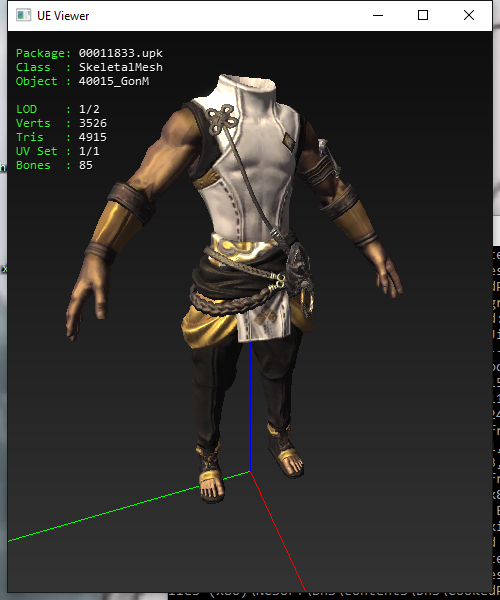 UE Viewer
Package: 00011833.upk
Class : SkeletalMesh
Object : 40015_GonM
LOD : 1/2
Verts : 3526
Tris : 4915
UV Set : 1/1
Bones : 85